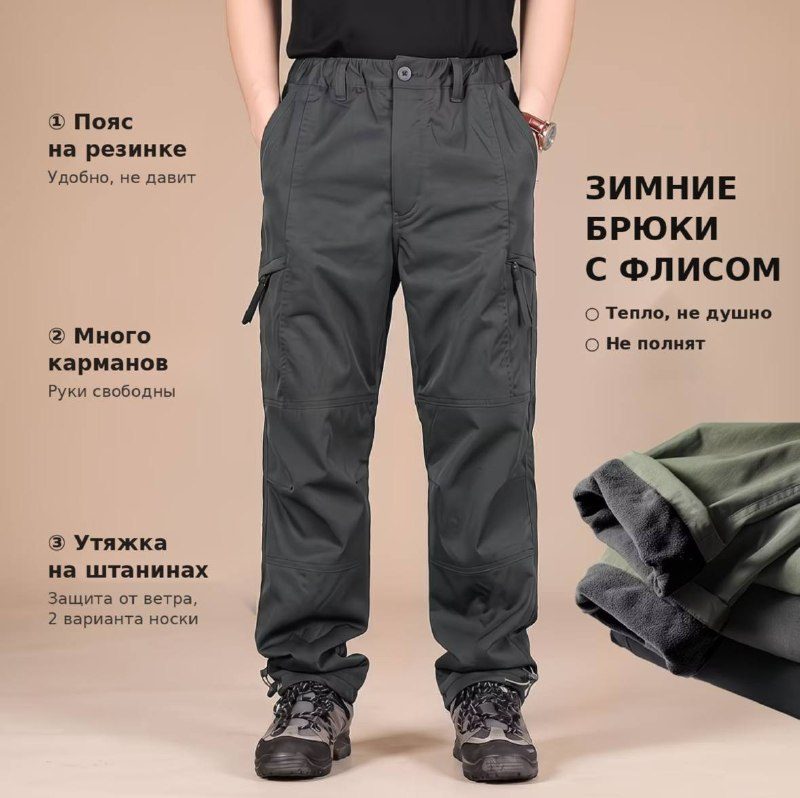 ① Пояс
на резинке
Удобно, не давит
② Много
карманов
Руки свободны
③ Утяжка
на штанинах
Защита от ветра,
2 варианта носки
ЗИМНИЕ
БРЮКИ
С ФЛИСОМ
○ Тепло, не душно
○ Не полнят